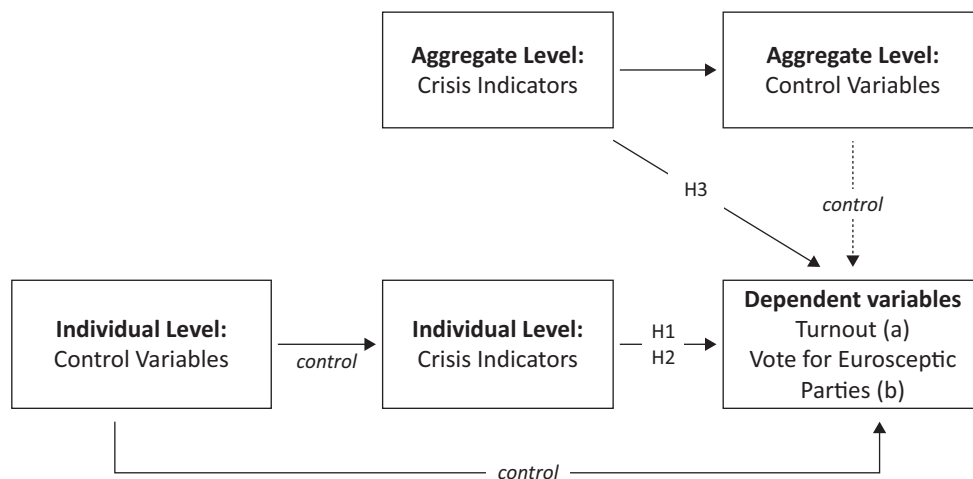 Aggregate Level:
Crisis Indicators
Aggregate Level:
Control Variables
H3
control
Individual Level:
Control Variables
control
Individual Level:
Crisis Indicators
H1
H2
Dependent variables
Turnout (a)
Vote for Eurosceptic
Parties (b)
control